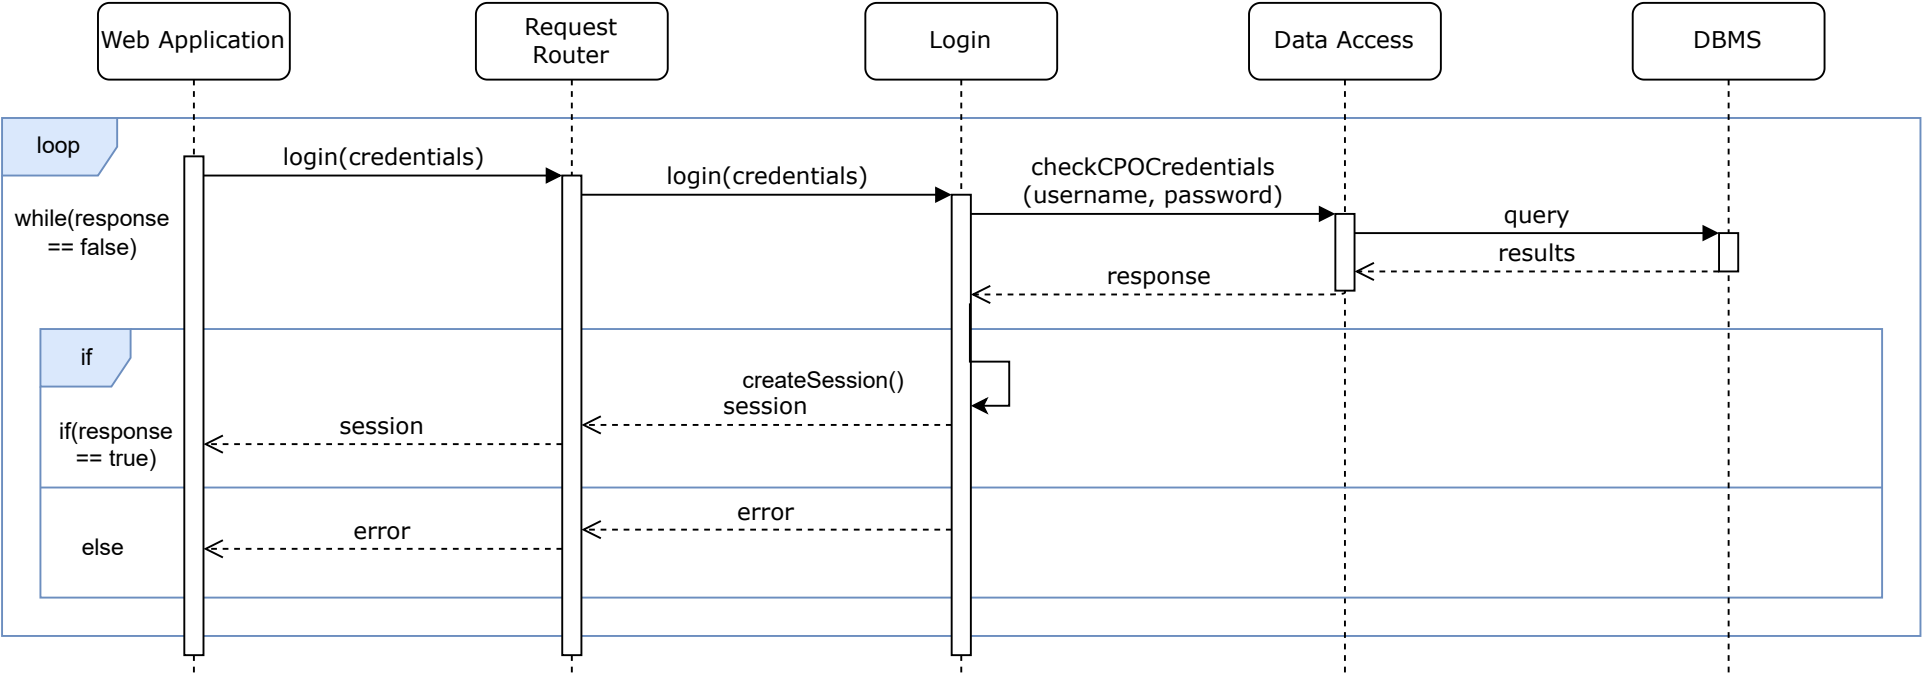 Web Application
Request
Router
Login
Data Access
DBMS
loop
while(response
== false)
login(credentials)
login(credentials)
checkCPOCredentials
(username, password)
query
results
response
if
if(response
== true)
createSession()
session
session
else
error
error